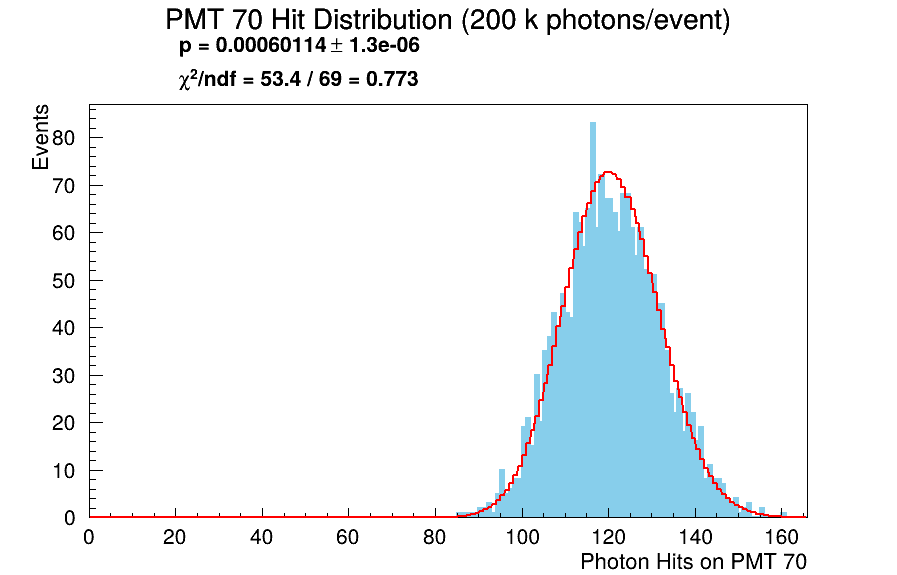 PMT 70 Hit Distribution (200 k photons/event)
p = 0.00060114 ± 1.3e-06
χ²/ndf = 53.4 / 69 = 0.773
Events
80
70
60
50
40
30
20
10
0
0 20 40 60 80 100 120 140 160
Photon Hits on PMT 70